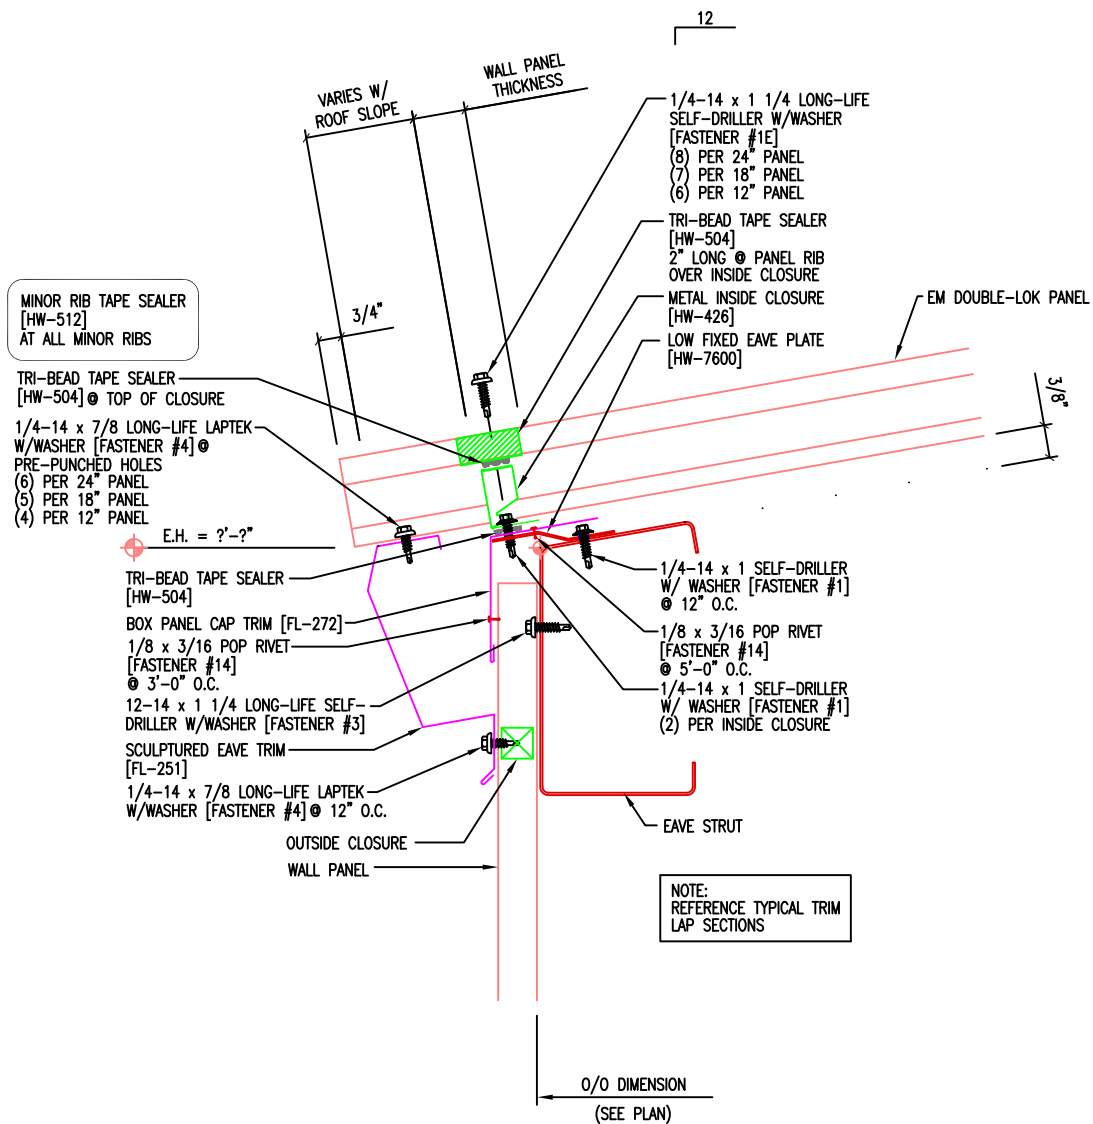 12
VARIES W/
ROOF SLOPE
WALL PANEL
THICKNESS
1/4-14 x 1 1/4 LONG-LIFE
SELF-DRILLER W/WASHER
[FASTENER #1E]
(8) PER 24" PANEL
(7) PER 18" PANEL
(6) PER 12" PANEL
TRI-BEAD TAPE SEALER
[HW-504]
2" LONG @ PANEL RIB
OVER INSIDE CLOSURE
METAL INSIDE CLOSURE
[HW-426]
LOW FIXED EAVE PLATE
[HW-7600]
EM DOUBLE-LOK PANEL
3/8"
MINOR RIB TAPE SEALER
[HW-512]
AT ALL MINOR RIBS
3/4"
TRI-BEAD TAPE SEALER
[HW-504] @ TOP OF CLOSURE
1/4-14 x 7/8 LONG-LIFE LAPTEK
W/WASHER [FASTENER #4] @
PRE-PUNCHED HOLES
(6) PER 24" PANEL
(5) PER 18" PANEL
(4) PER 12" PANEL
E.H. = ?'-?"
TRI-BEAD TAPE SEALER
[HW-504]
BOX PANEL CAP TRIM [FL-272]
1/8 x 3/16 POP RIVET
[FASTENER #14]
@ 3'-0" O.C.
12-14 x 1 1/4 LONG-LIFE SELF-
DRILLER W/WASHER [FASTENER #3]
SCULPTURED EAVE TRIM
[FL-251]
1/4-14 x 7/8 LONG-LIFE LAPTEK
W/WASHER [FASTENER #4] @ 12" O.C.
OUTSIDE CLOSURE
WALL PANEL
1/4-14 x 1 SELF-DRILLER
W/ WASHER [FASTENER #1]
@ 12" O.C.
1/8 x 3/16 POP RIVET
[FASTENER #14]
@ 5'-0" O.C.
1/4-14 x 1 SELF-DRILLER
W/ WASHER [FASTENER #1]
(2) PER INSIDE CLOSURE
EAVE STRUT
NOTE:
REFERENCE TYPICAL TRIM
LAP SECTIONS
O/O DIMENSION
(SEE PLAN)